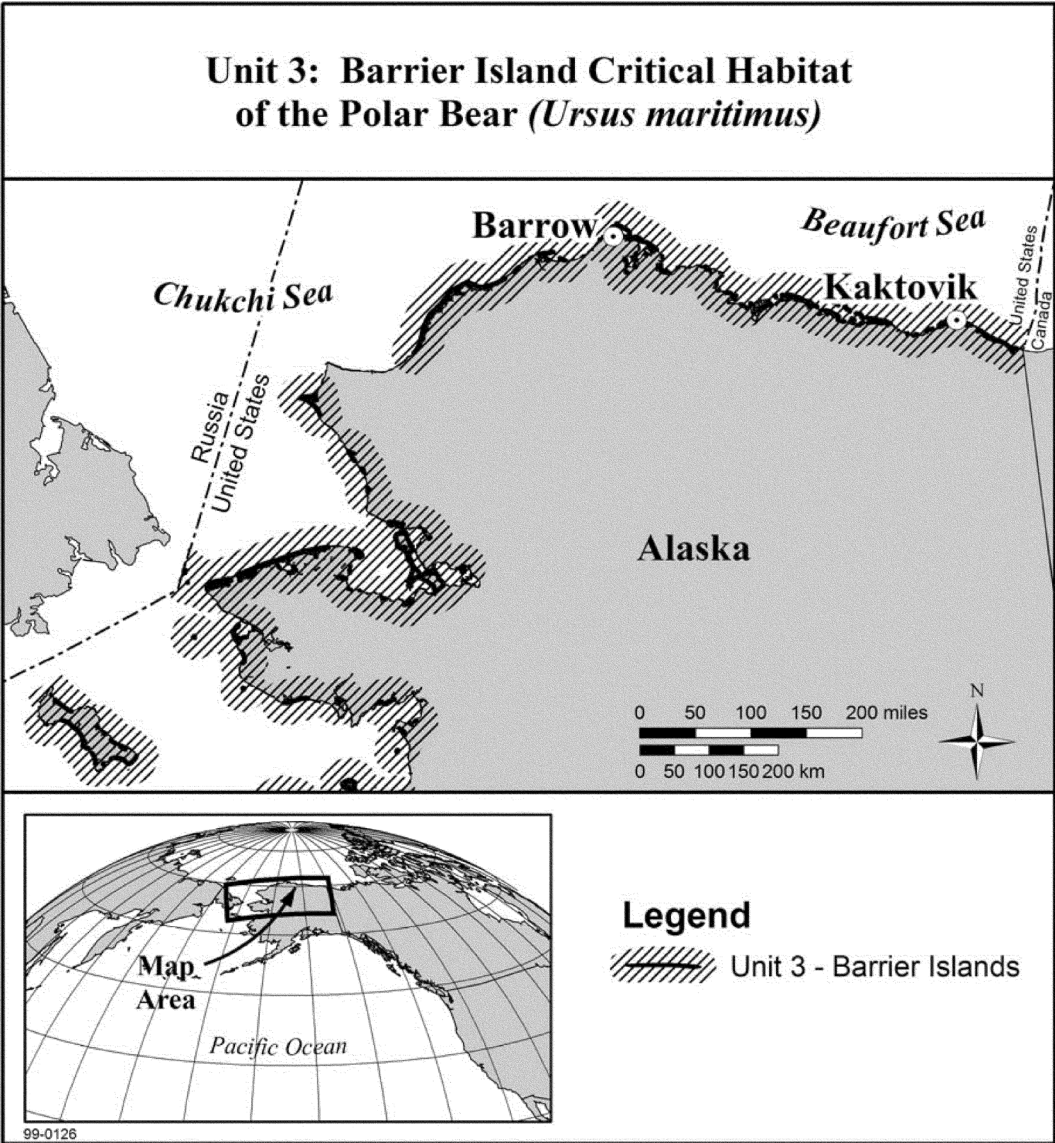 Unit 3: Barrier Island Critical Habitat
of the Polar Bear (Ursus maritimus)
Barrow
Beaufort Sea
Chukchi Sea
Kaktovik
United States
Canada
Russia
United States
Alaska
N
0 50 100 150 200 miles
0 50 100 150 200 km
Map
Area
Pacific Ocean
Legend
Unit 3 - Barrier Islands
99-0126